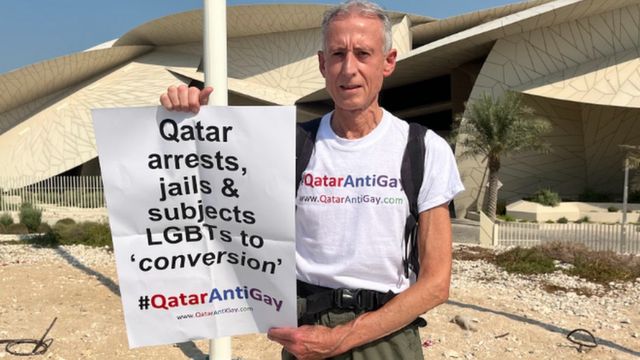 Qatar
arrests,
jails &
subjects
LGBTs to
‘conversion’
#QatarAntiGay
www.QatarAntiGay.com
#QatarAntiGay
www.QatarAntiGay.com